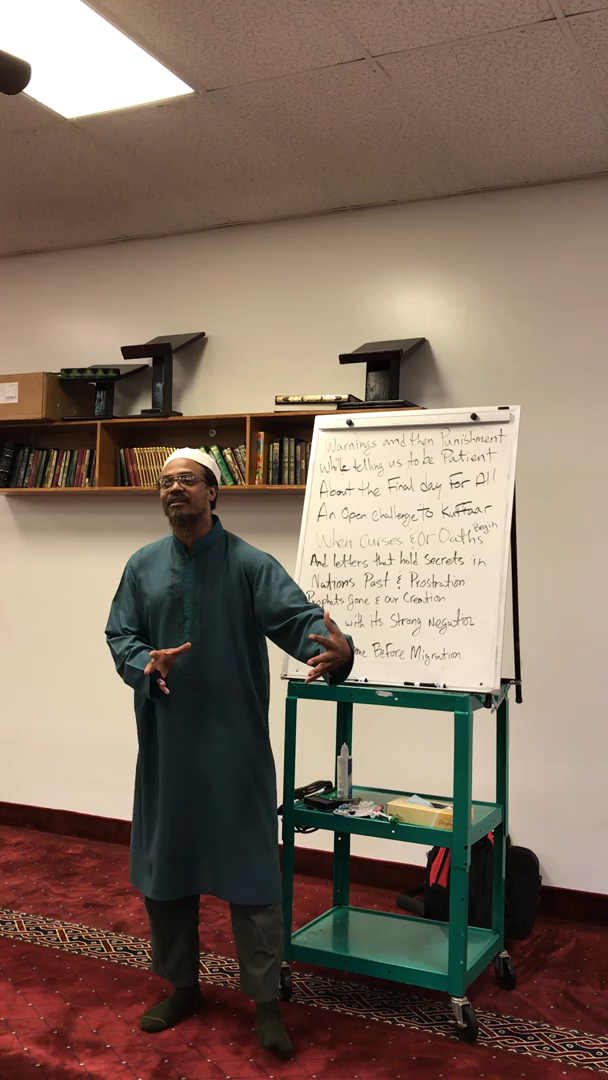 Warnings and then Punishment
While telling us to be Patient
About the Final day For All
An Open Challenge To Kuffaar
When Curses & Or Oaths Begin
And letters that hold secrets in
Nations Past & Prostration
Prophets gone & our Creation
with its Strong Negation
Before Migration